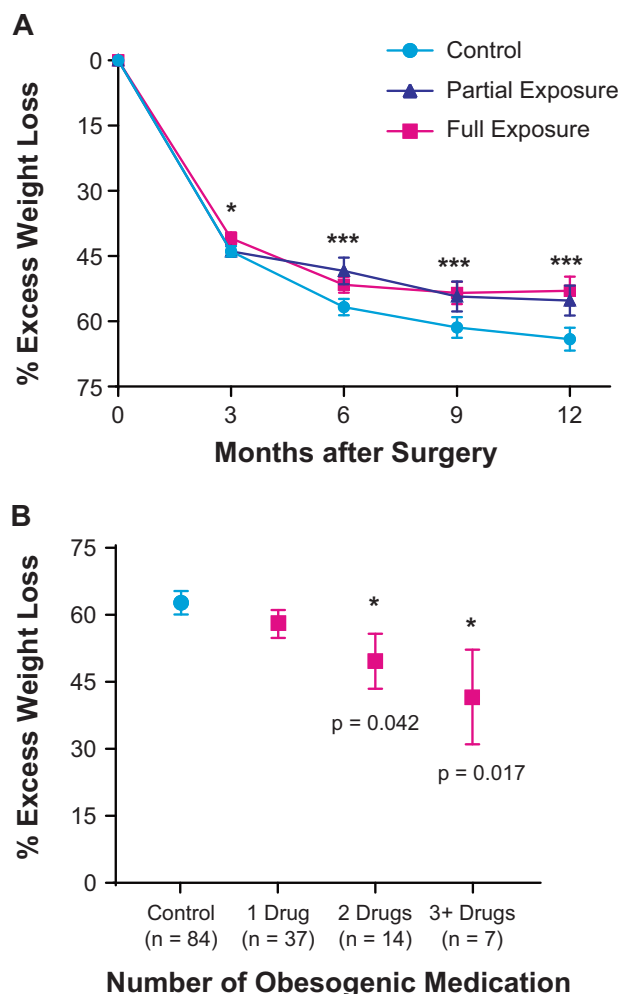 A
% Excess Weight Loss
0
15
30
45
60
75
Control
Partial Exposure
Full Exposure
*
***
***
***
0
3
6
9
12
Months after Surgery
B
% Excess Weight Loss
75
60
45
30
15
0
*
*
p = 0.042
p = 0.017
Control
(n = 84)
1 Drug
(n = 37)
2 Drugs
(n = 14)
3+ Drugs
(n = 7)
Number of Obesogenic Medication